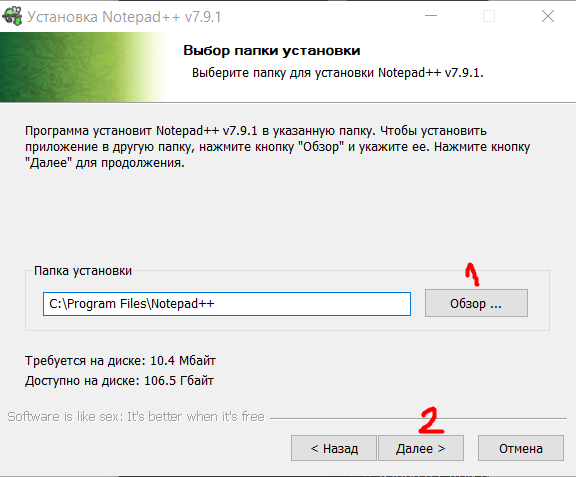 Установка Notepad++ v7.9.1
Выбор папки установки
Выберите папку для установки Notepad++ v7.9.1.
Программа установит Notepad++ v7.9.1 в указанную папку. Чтобы установить
приложение в другую папку, нажмите кнопку "Обзор" и укажите ее. Нажмите кнопку
"Далее" для продолжения.
1
Папка установки
C:\Program Files\Notepad++
Обзор ...
Требуется на диске: 10.4 Мбайт
Доступно на диске: 106.5 Гбайт
Software is like sex: It's better when it's free
2
< Назад
Далее >
Отмена